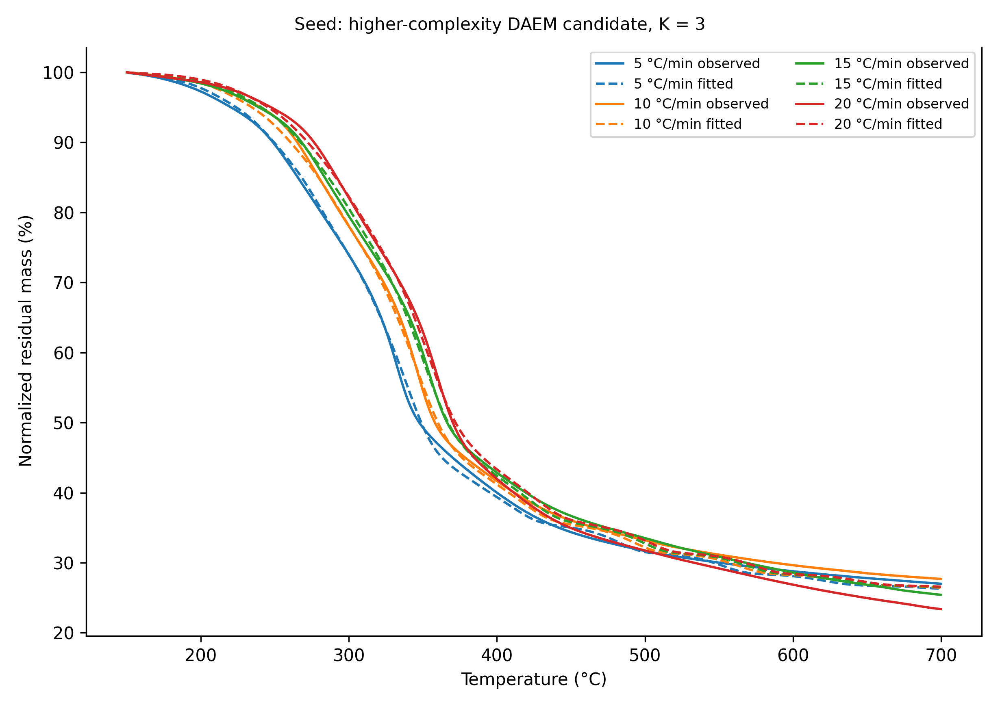 Seed: higher-complexity DAEM candidate, K = 3
5 °C/min observed
5 °C/min fitted
10 °C/min observed
10 °C/min fitted
15 °C/min observed
15 °C/min fitted
20 °C/min observed
20 °C/min fitted
Normalized residual mass (%)
100
90
80
70
60
50
40
30
20
200
300
400
500
600
700
Temperature (°C)